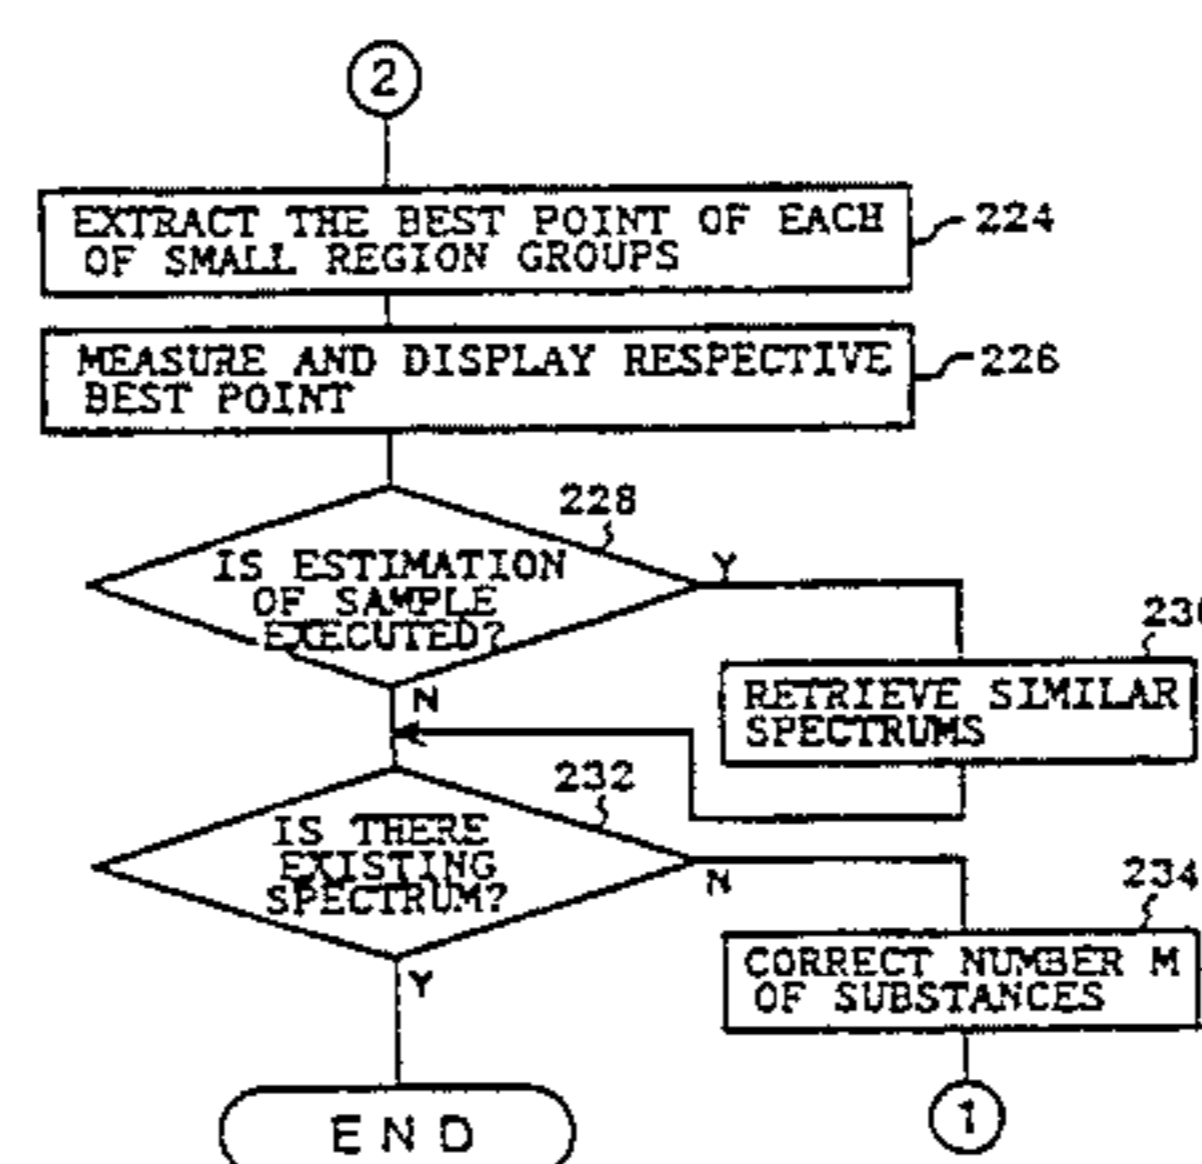 2
EXTRACT THE BEST POINT OF EACH
OF SMALL REGION GROUPS
224
MEASURE AND DISPLAY RESPECTIVE
BEST POINT
226
228
IS ESTIMATION
OF SAMPLE
EXECUTED?
Y
N
RETRIEVE SIMILAR
SPECTRUMS
232
IS THERE
EXISTING
SPECTRUM?
N
Y
234
CORRECT NUMBER M
OF SUBSTANCES
END
1